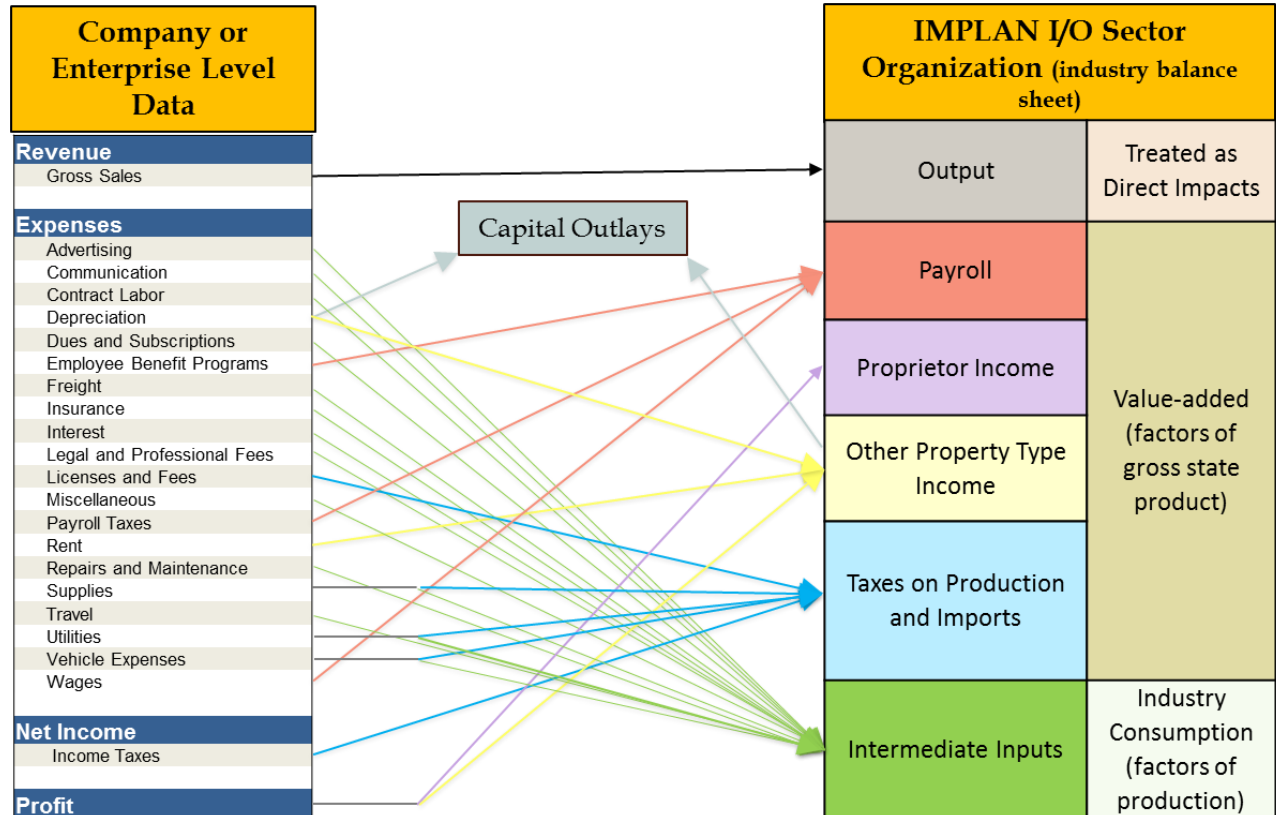 Company or
Enterprise Level
Data
Revenue
Gross Sales
Expenses
Advertising
Communication
Contract Labor
Depreciation
Dues and Subscriptions
Employee Benefit Programs
Freight
Insurance
Interest
Legal and Professional Fees
Licenses and Fees
Miscellaneous
Payroll Taxes
Rent
Repairs and Maintenance
Supplies
Travel
Utilities
Vehicle Expenses
Wages
Net Income
Income Taxes
Profit
Capital Outlays
IMPLAN I/O Sector
Organization (industry balance
sheet)
Output
Treated as
Direct Impacts
Payroll
Proprietor Income
Other Property Type
Income
Taxes on Production
and Imports
Value-added
(factors of
gross state
product)
Intermediate Inputs
Industry
Consumption
(factors of
production)